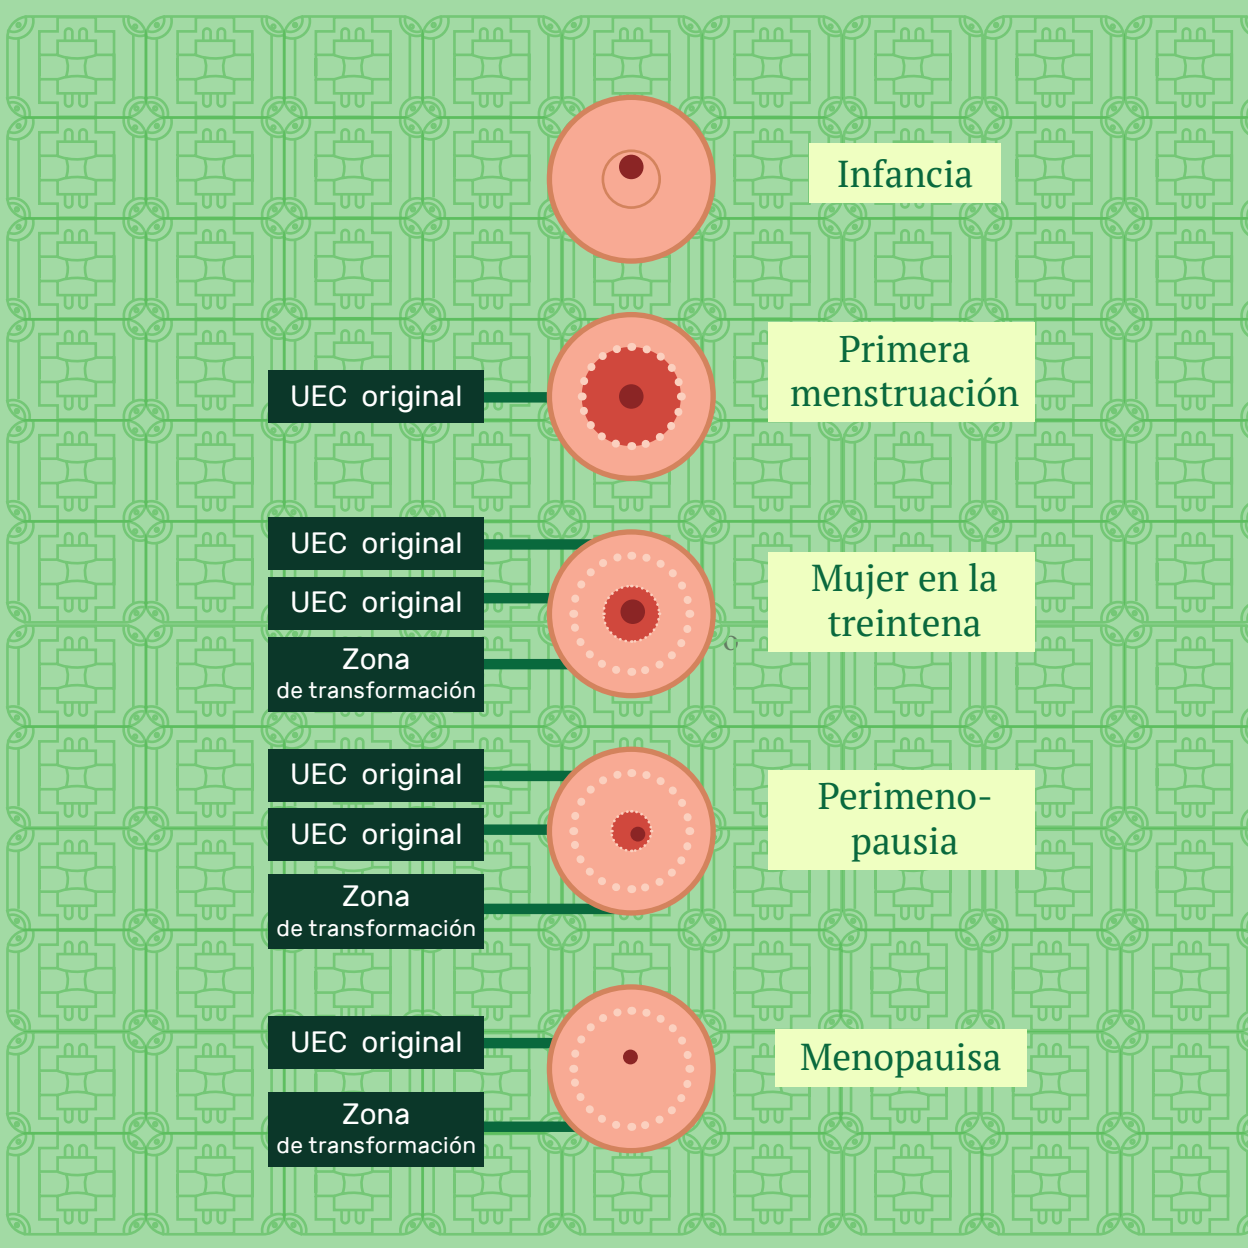 Infancia
Primera
menstruación
UEC original
UEC original
UEC original
Zona
de transformación
Mujer en la
treintena
o
UEC original
UEC original
Zona
de transformación
Perimeno-
pausia
UEC original
Zona
de transformación
Menopauisa